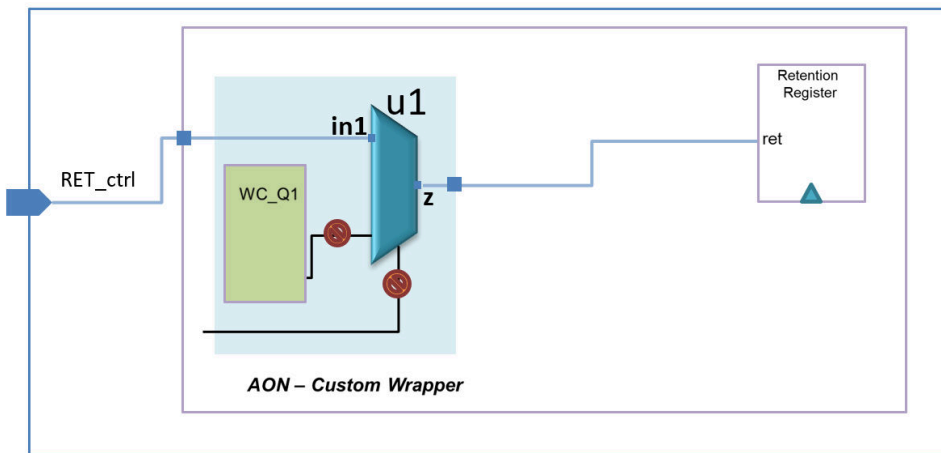 u1
in1
RET_ctrl
WC_Q1
z
Retention
Register
ret
AON – Custom Wrapper